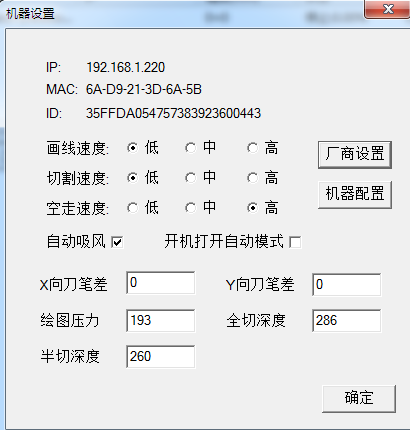 机器设置
IP: 192.168.1.220
MAC: 6A-D9-21-3D-6A-5B
ID: 35FFDA054757383923600443
画线速度: 低 中 高
厂商设置
切割速度: 低 中 高
机器配置
空走速度: 低 中 高
自动吸风 开机打开自动模式
X向刀笔差 0 Y向刀笔差 0
绘图压力 193 全切深度 286
半切深度 260
确定